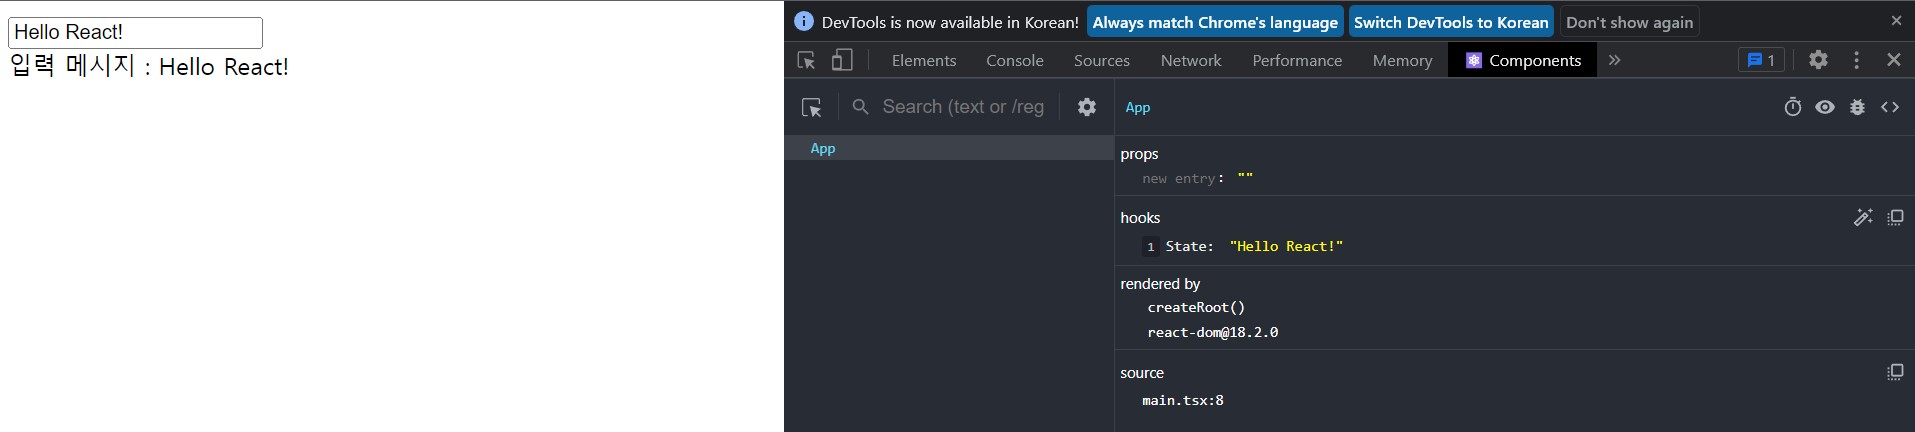 Hello React!
입력 메시지 : Hello React!
DevTools is now available in Korean! Always match Chrome's language Switch DevTools to Korean Don't show again
Elements Console Sources Network Performance Memory Components 1
Search (text or /reg
App
App
props
new entry: ""
hooks
1 State: "Hello React!"
rendered by
createRoot()
react-dom@18.2.0
source
main.tsx:8